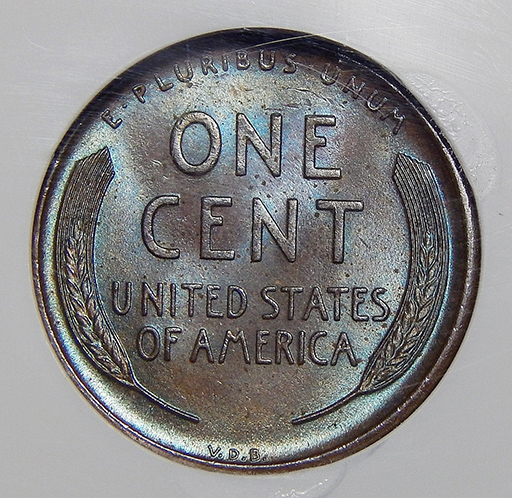 E·PLURIBUS·UNUM
ONE
CENT
UNITED STATES
OF AMERICA
V.D.B.